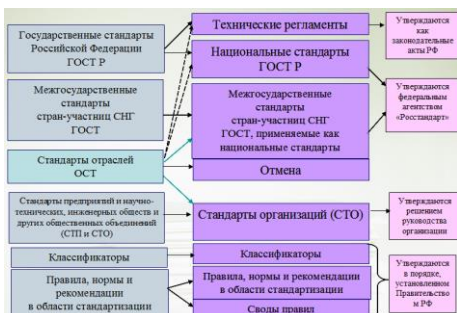 Государственные стандарты
Российской Федерации
ГОСТ Р
Межгосударственные
стандарты
стран-участниц СНГ
ГОСТ
Стандарты отраслей
ОСТ
Стандарты предприятий и научно-
технических, инженерных обществ и
других общественных объединений
(СТП и СТО)
Классификаторы
Правила, нормы и
рекомендации
в области стандартизации
Технические регламенты
Национальные стандарты
ГОСТ Р
Межгосударственные
стандарты
стран-участниц СНГ
ГОСТ, применяемые как
национальные стандарты
Отмена
Стандарты организаций (СТО)
Классификаторы
Правила, нормы и рекомендации
в области стандартизации
Своды правил
Утверждаются
как
законодательные
акты РФ
Утверждаются
федеральным
агентством
«Росстандарт»
Утверждаются
решением
руководства
организации
Утверждаются
в порядке,
установленном
Правительство
м РФ